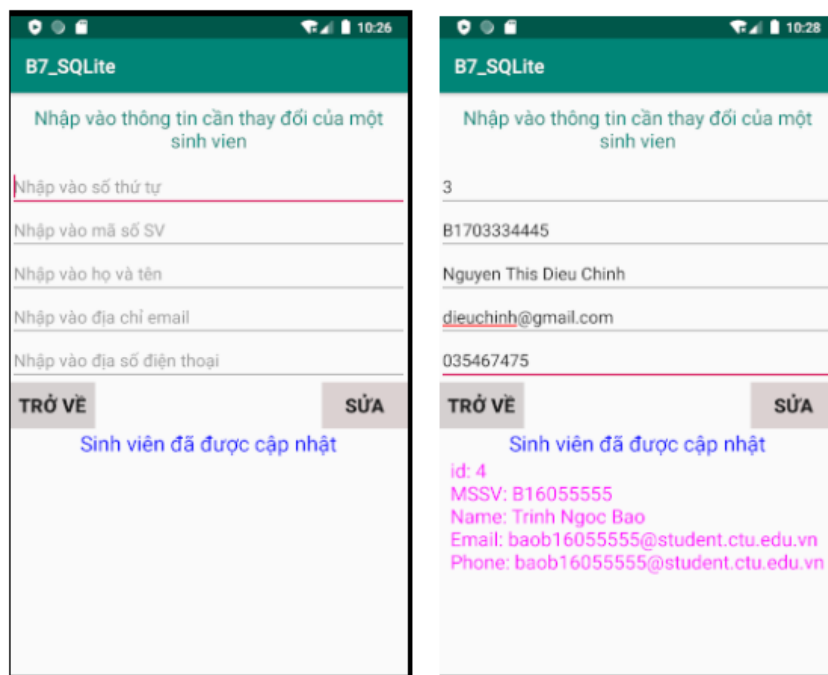 10:26
B7_SQLite
Nhập vào thông tin cần thay đổi của một
sinh vien
Nhập vào số thứ tự
Nhập vào mã số SV
Nhập vào họ và tên
Nhập vào địa chỉ email
Nhập vào địa số điện thoại
TRỞ VỀ
SỬA
Sinh viên đã được cập nhật
10:28
B7_SQLite
Nhập vào thông tin cần thay đổi của một
sinh vien
3
B1703334445
Nguyen This Dieu Chinh
dieuchinh@gmail.com
035467475
TRỞ VỀ
SỬA
Sinh viên đã được cập nhật
id: 4
MSSV: B16055555
Name: Trinh Ngoc Bao
Email: baob16055555@student.ctu.edu.vn
Phone: baob16055555@student.ctu.edu.vn